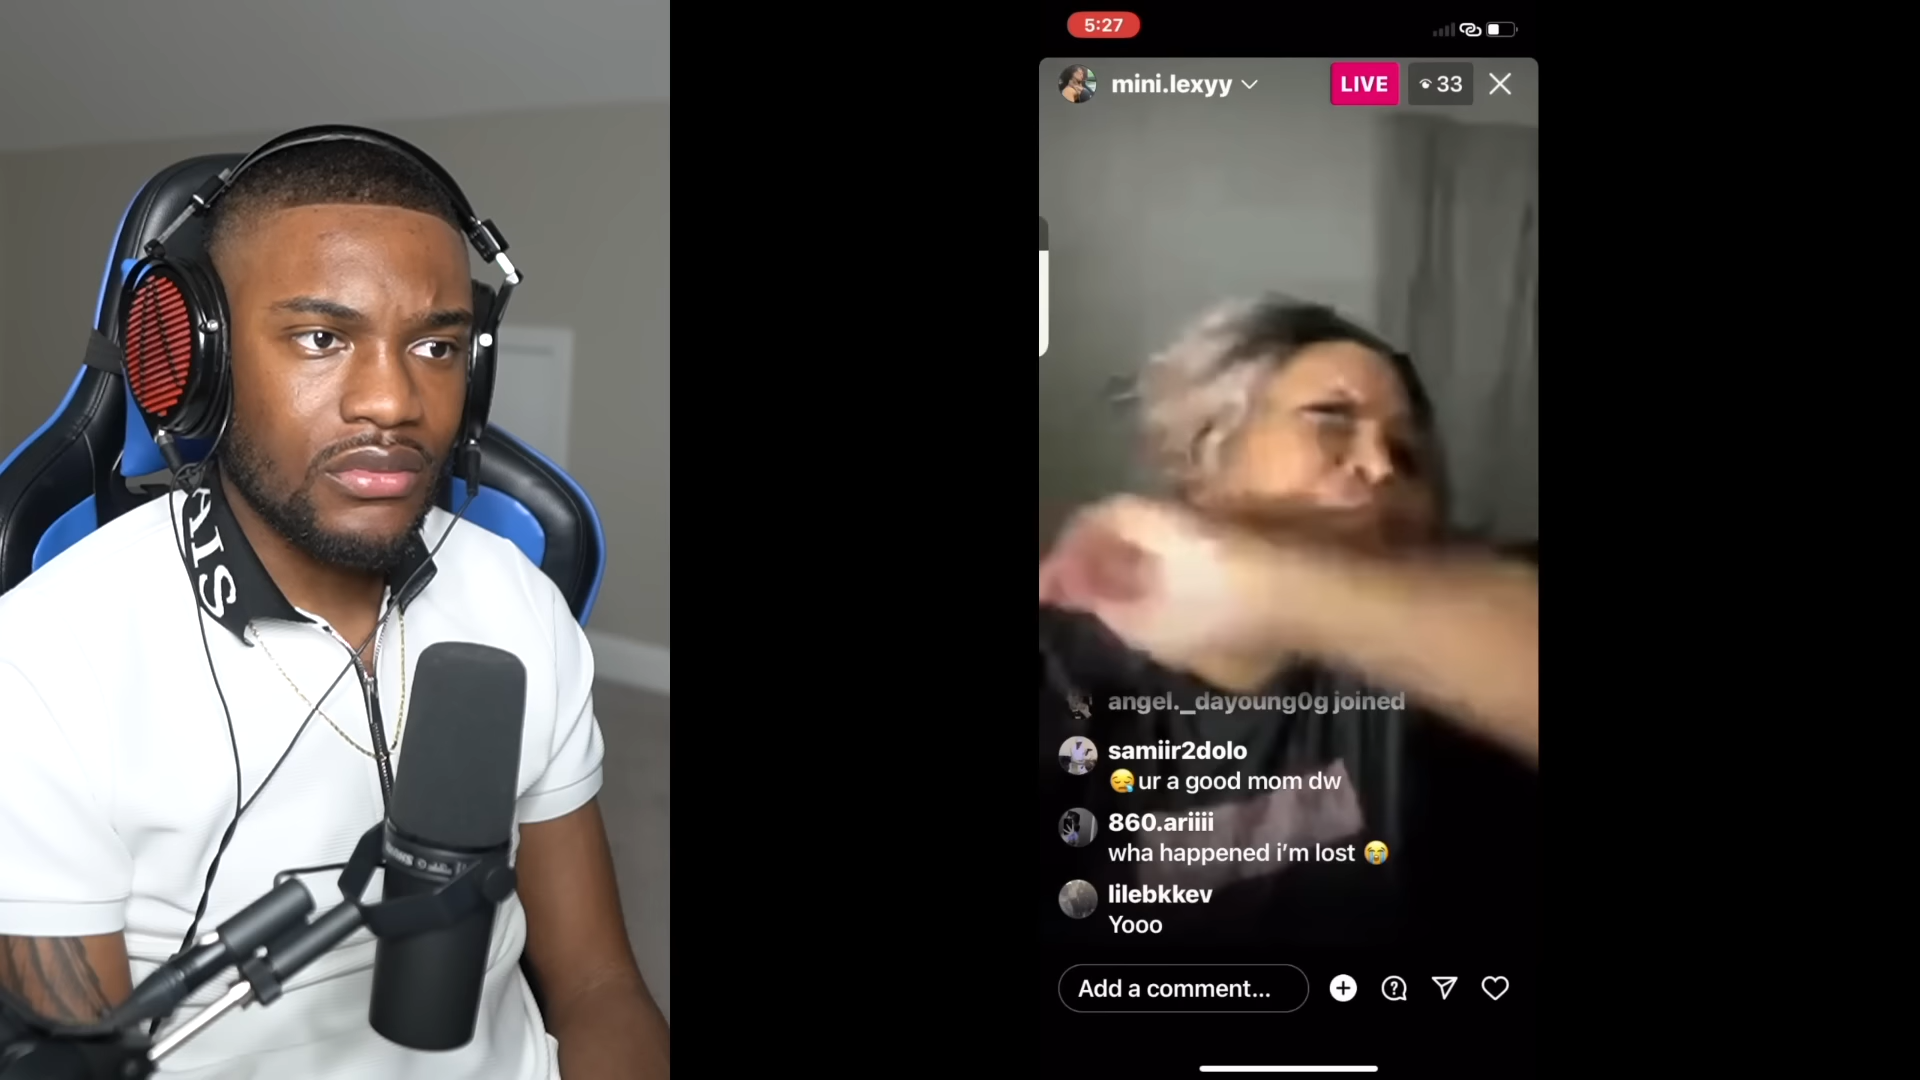 5:27
mini.lexyy
LIVE
33
AIS
angel._dayoung0g joined
samiir2dolo
😪ur a good mom dw
860.ariiii
wha happened i’m lost 😭
lilebkkev
Yooo
Add a comment...